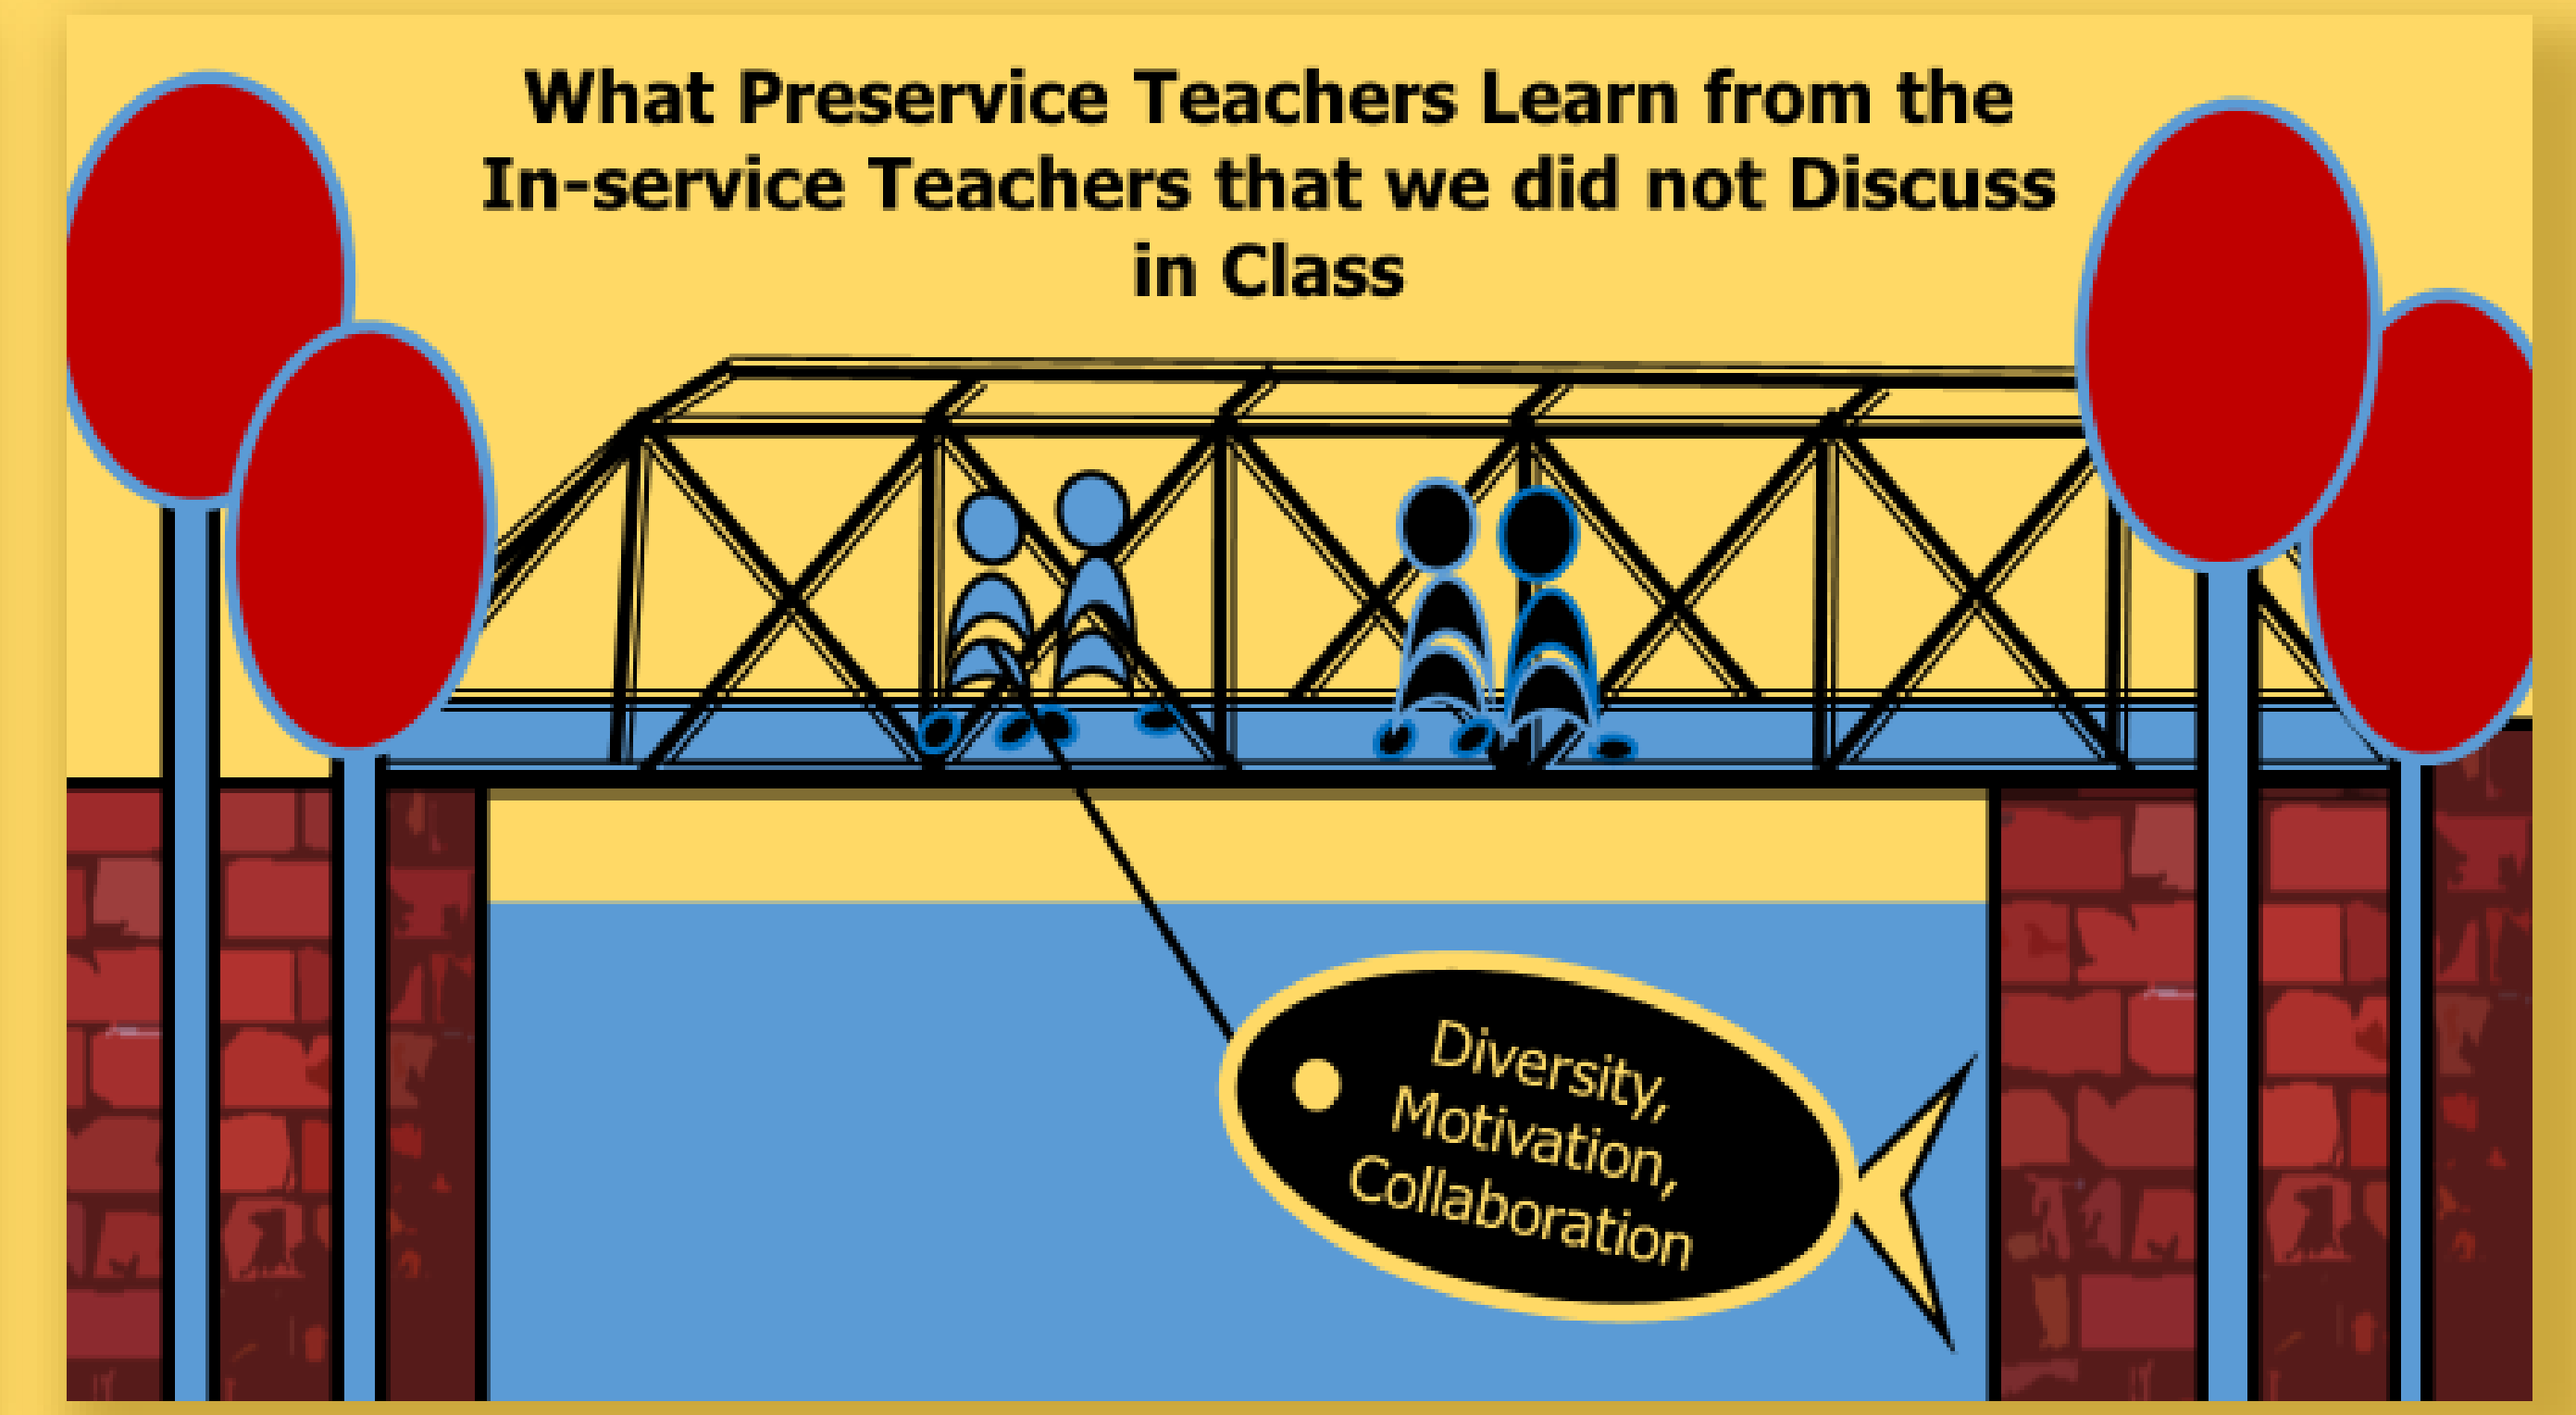 What Preservice Teachers Learn from the
In-service Teachers that we did not Discuss
in Class
Diversity,
Motivation,
Collaboration